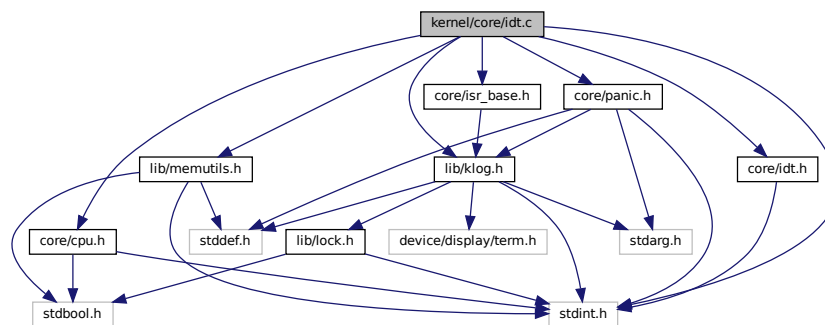 kernel/core/idt.c
core/isr_base.h
core/panic.h
lib/memutils.h
lib/klog.h
core/idt.h
core/cpu.h
stddef.h
lib/lock.h
device/display/term.h
stdarg.h
stdbool.h
stdint.h